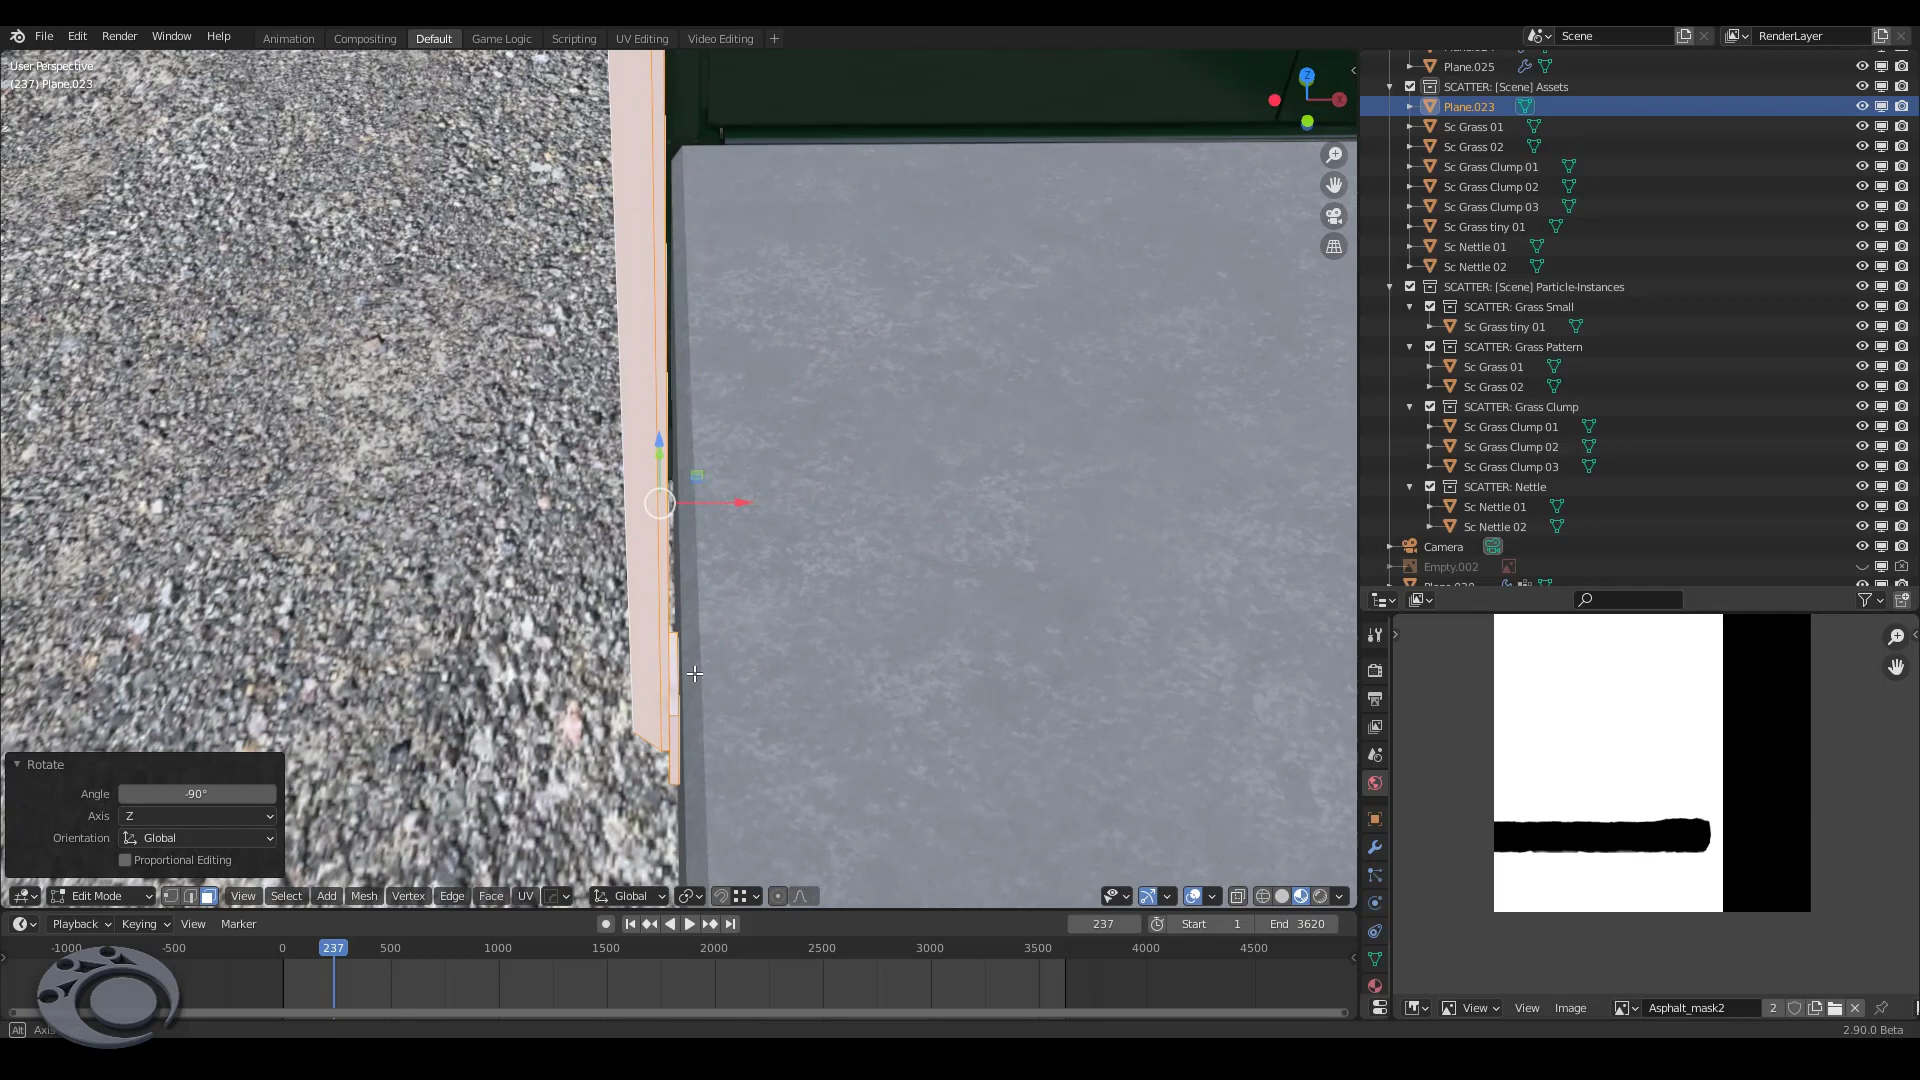 File Edit Render Window Help
Animation Compositing Default Game Logic Scripting UV Editing Video Editing +
Scene
RenderLayer
User Perspective
(237) Plane.023
Z
X
Plane.025
SCATTER: [Scene] Assets
Plane.023
Sc Grass 01
Sc Grass 02
Sc Grass Clump 01
Sc Grass Clump 02
Sc Grass Clump 03
Sc Grass tiny 01
Sc Nettle 01
Sc Nettle 02
SCATTER: [Scene] Particle-Instances
SCATTER: Grass Small
Sc Grass tiny 01
SCATTER: Grass Pattern
Sc Grass 01
Sc Grass 02
SCATTER: Grass Clump
Sc Grass Clump 01
Sc Grass Clump 02
Sc Grass Clump 03
SCATTER: Nettle
Sc Nettle 01
Sc Nettle 02
Camera
Empty.002
Rotate
Angle -90°
Axis Z
Orientation Global
Proportional Editing
Edit Mode View Select Add Mesh Vertex Edge Face UV Global
Playback Keying View Marker 237 Start 1 End 3620
-1000 -500 0 237 500 1000 1500 2000 2500 3000 3500 4000 4500
View View Image Asphalt_mask2 2
Alt Axis
2.90.0 Beta